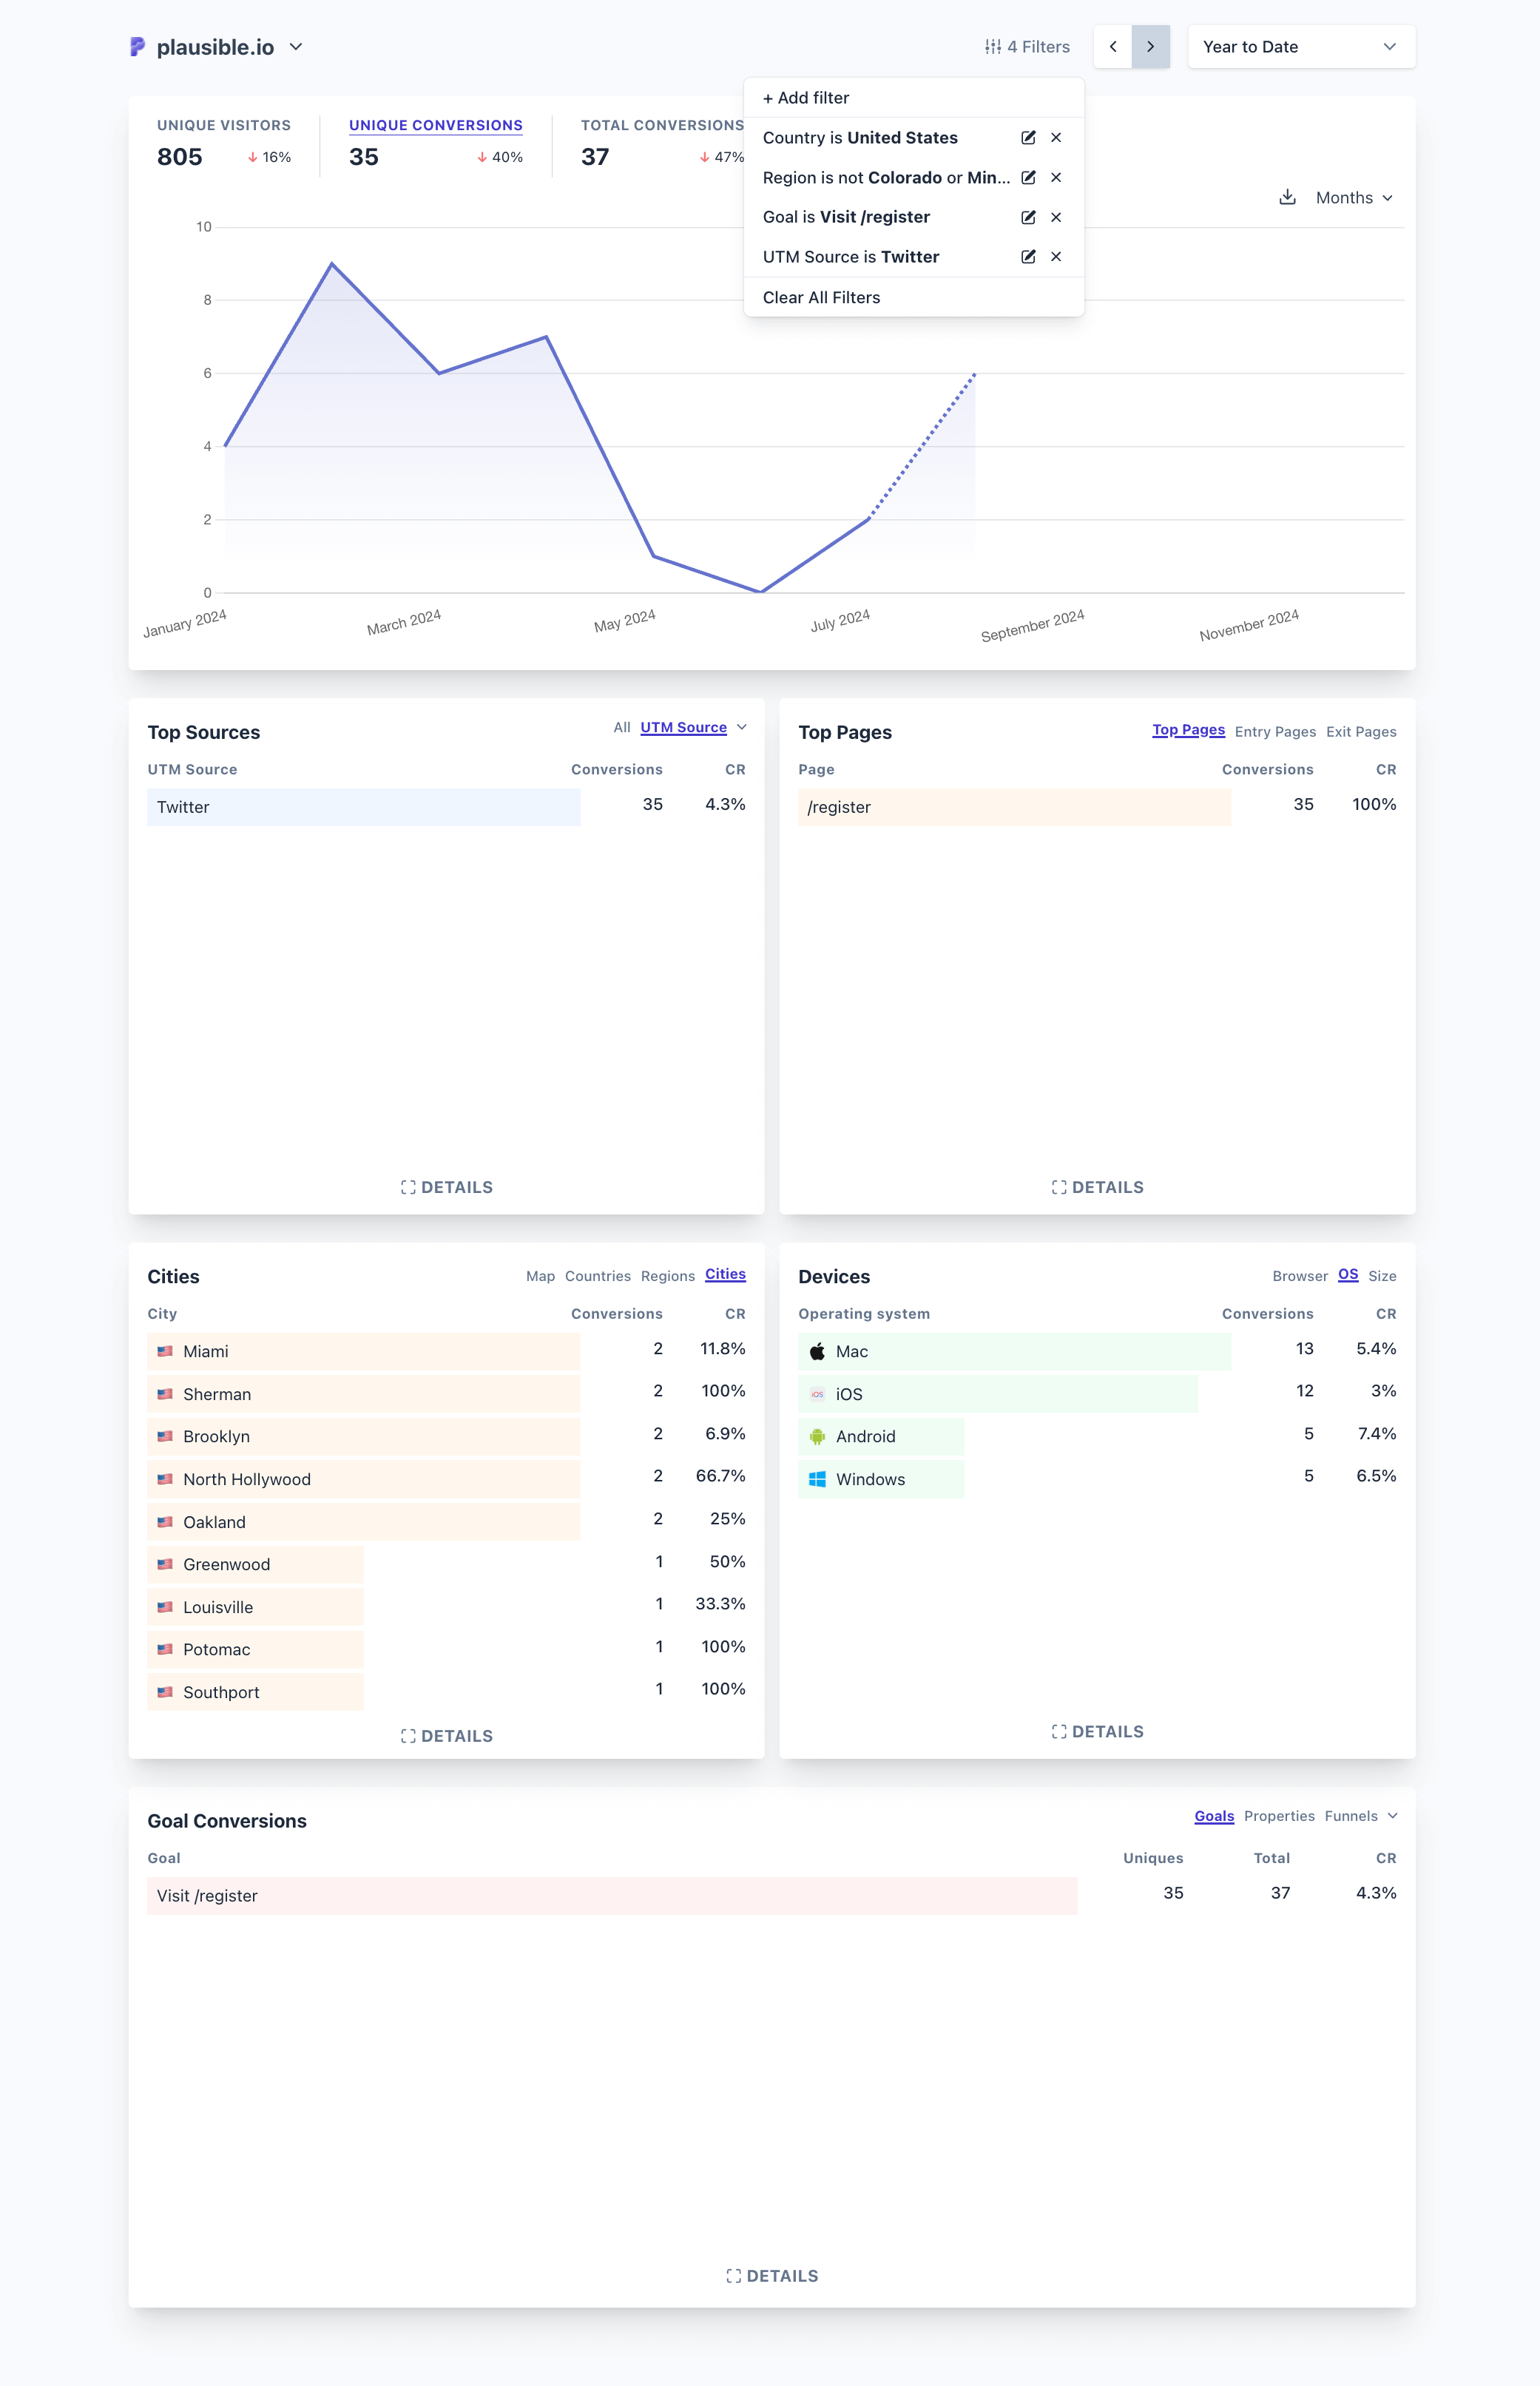 plausible.io
4 Filters
Year to Date
+ Add filter
Country is United States
Region is not Colorado or Min...
Goal is Visit /register
UTM Source is Twitter
Clear All Filters
UNIQUE VISITORS
805
16%
UNIQUE CONVERSIONS
35
40%
TOTAL CONVERSIONS
37
47%
Months
10
8
6
4
2
0
January 2024
March 2024
May 2024
July 2024
September 2024
November 2024
Top Sources
All UTM Source
UTM Source Conversions CR
Twitter 35 4.3%
DETAILS
Top Pages
Top Pages Entry Pages Exit Pages
Page Conversions CR
/register 35 100%
DETAILS
Cities
Map Countries Regions Cities
City Conversions CR
Miami 2 11.8%
Sherman 2 100%
Brooklyn 2 6.9%
North Hollywood 2 66.7%
Oakland 2 25%
Greenwood 1 50%
Louisville 1 33.3%
Potomac 1 100%
Southport 1 100%
DETAILS
Devices
Browser OS Size
Operating system Conversions CR
Mac 13 5.4%
iOS iOS 12 3%
Android 5 7.4%
Windows 5 6.5%
DETAILS
Goal Conversions
Goals Properties Funnels
Goal Uniques Total CR
Visit /register 35 37 4.3%
DETAILS